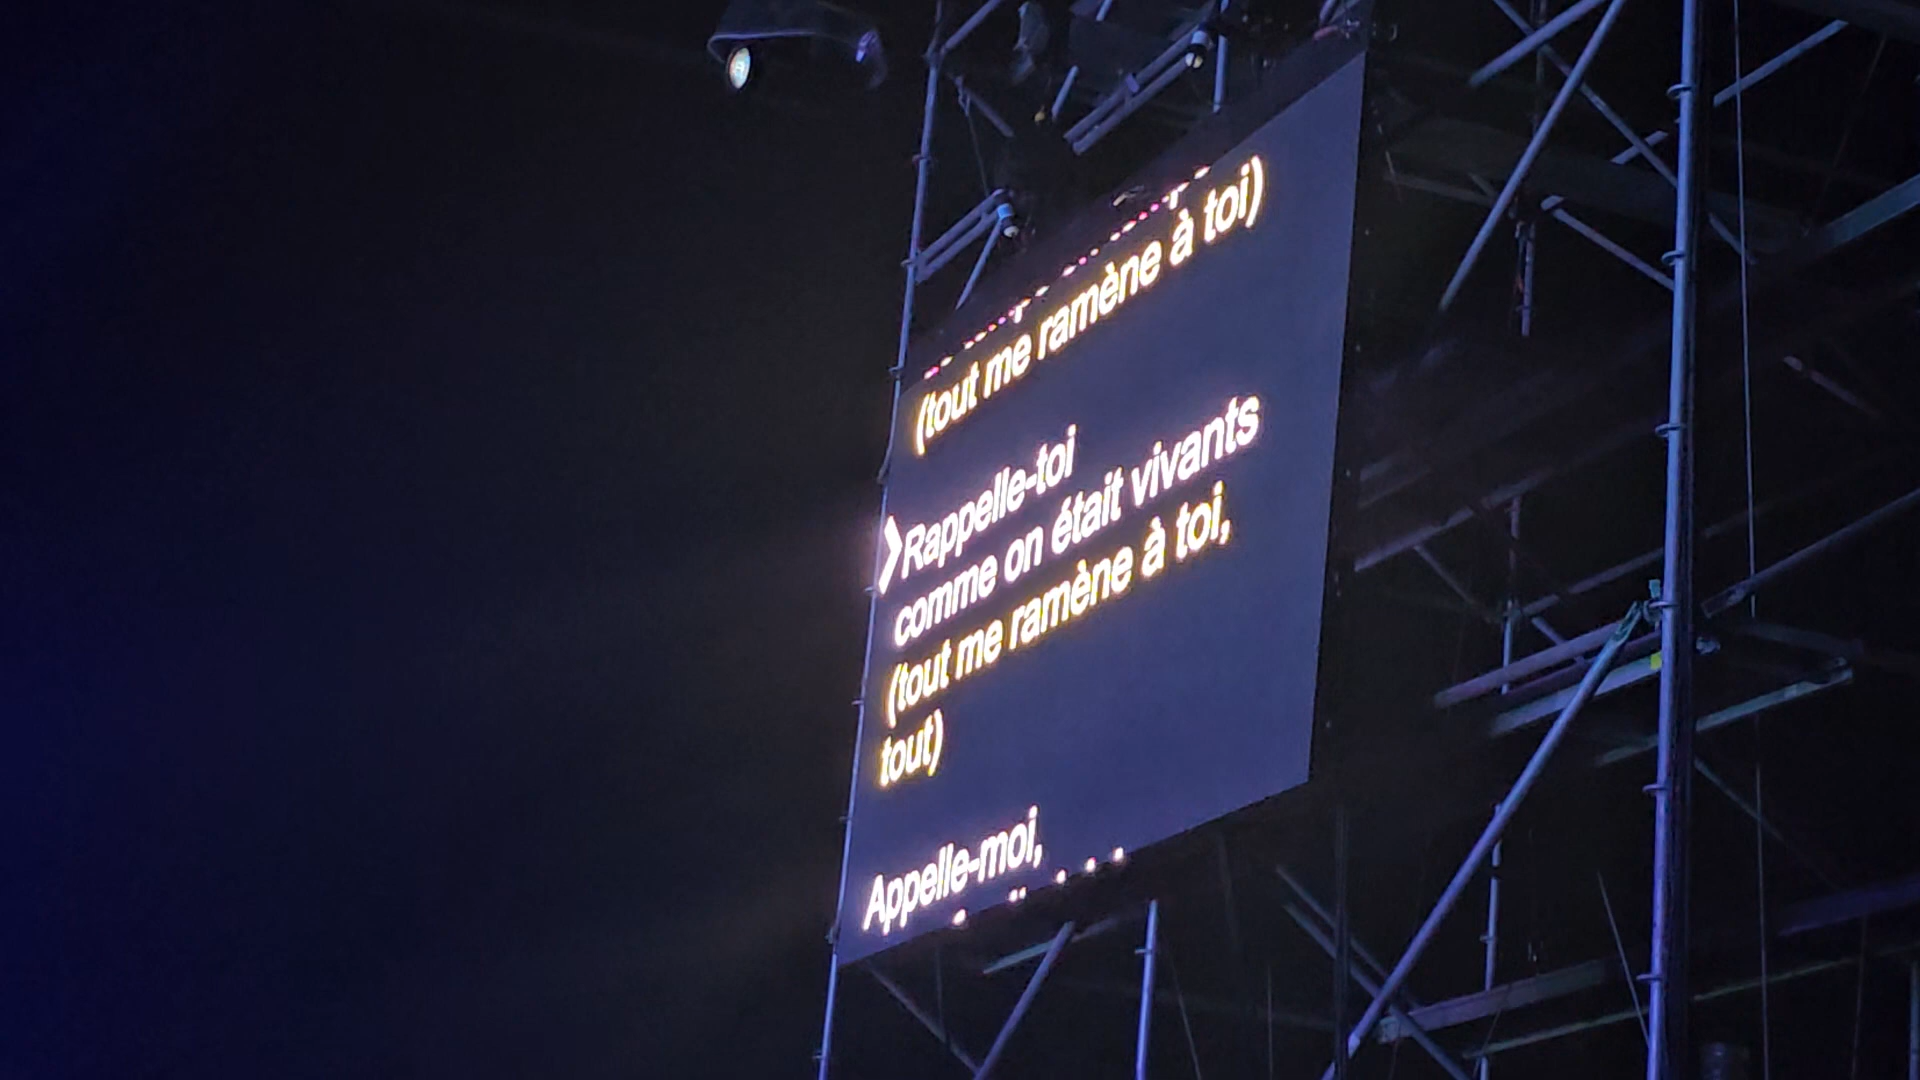 (tout me ramène à toi)
Rappelle-toi
comme on était vivants
(tout me ramène à toi,
tout)
Appelle-moi,